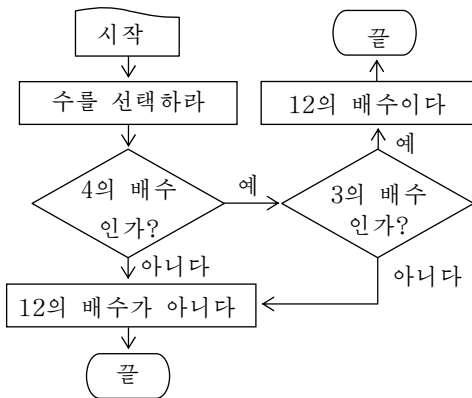 시작
끝
수를 선택하라
12의 배수이다
예
4의 배수
인가?
예
3의 배수
인가?
아니다
아니다
12의 배수가 아니다
끝